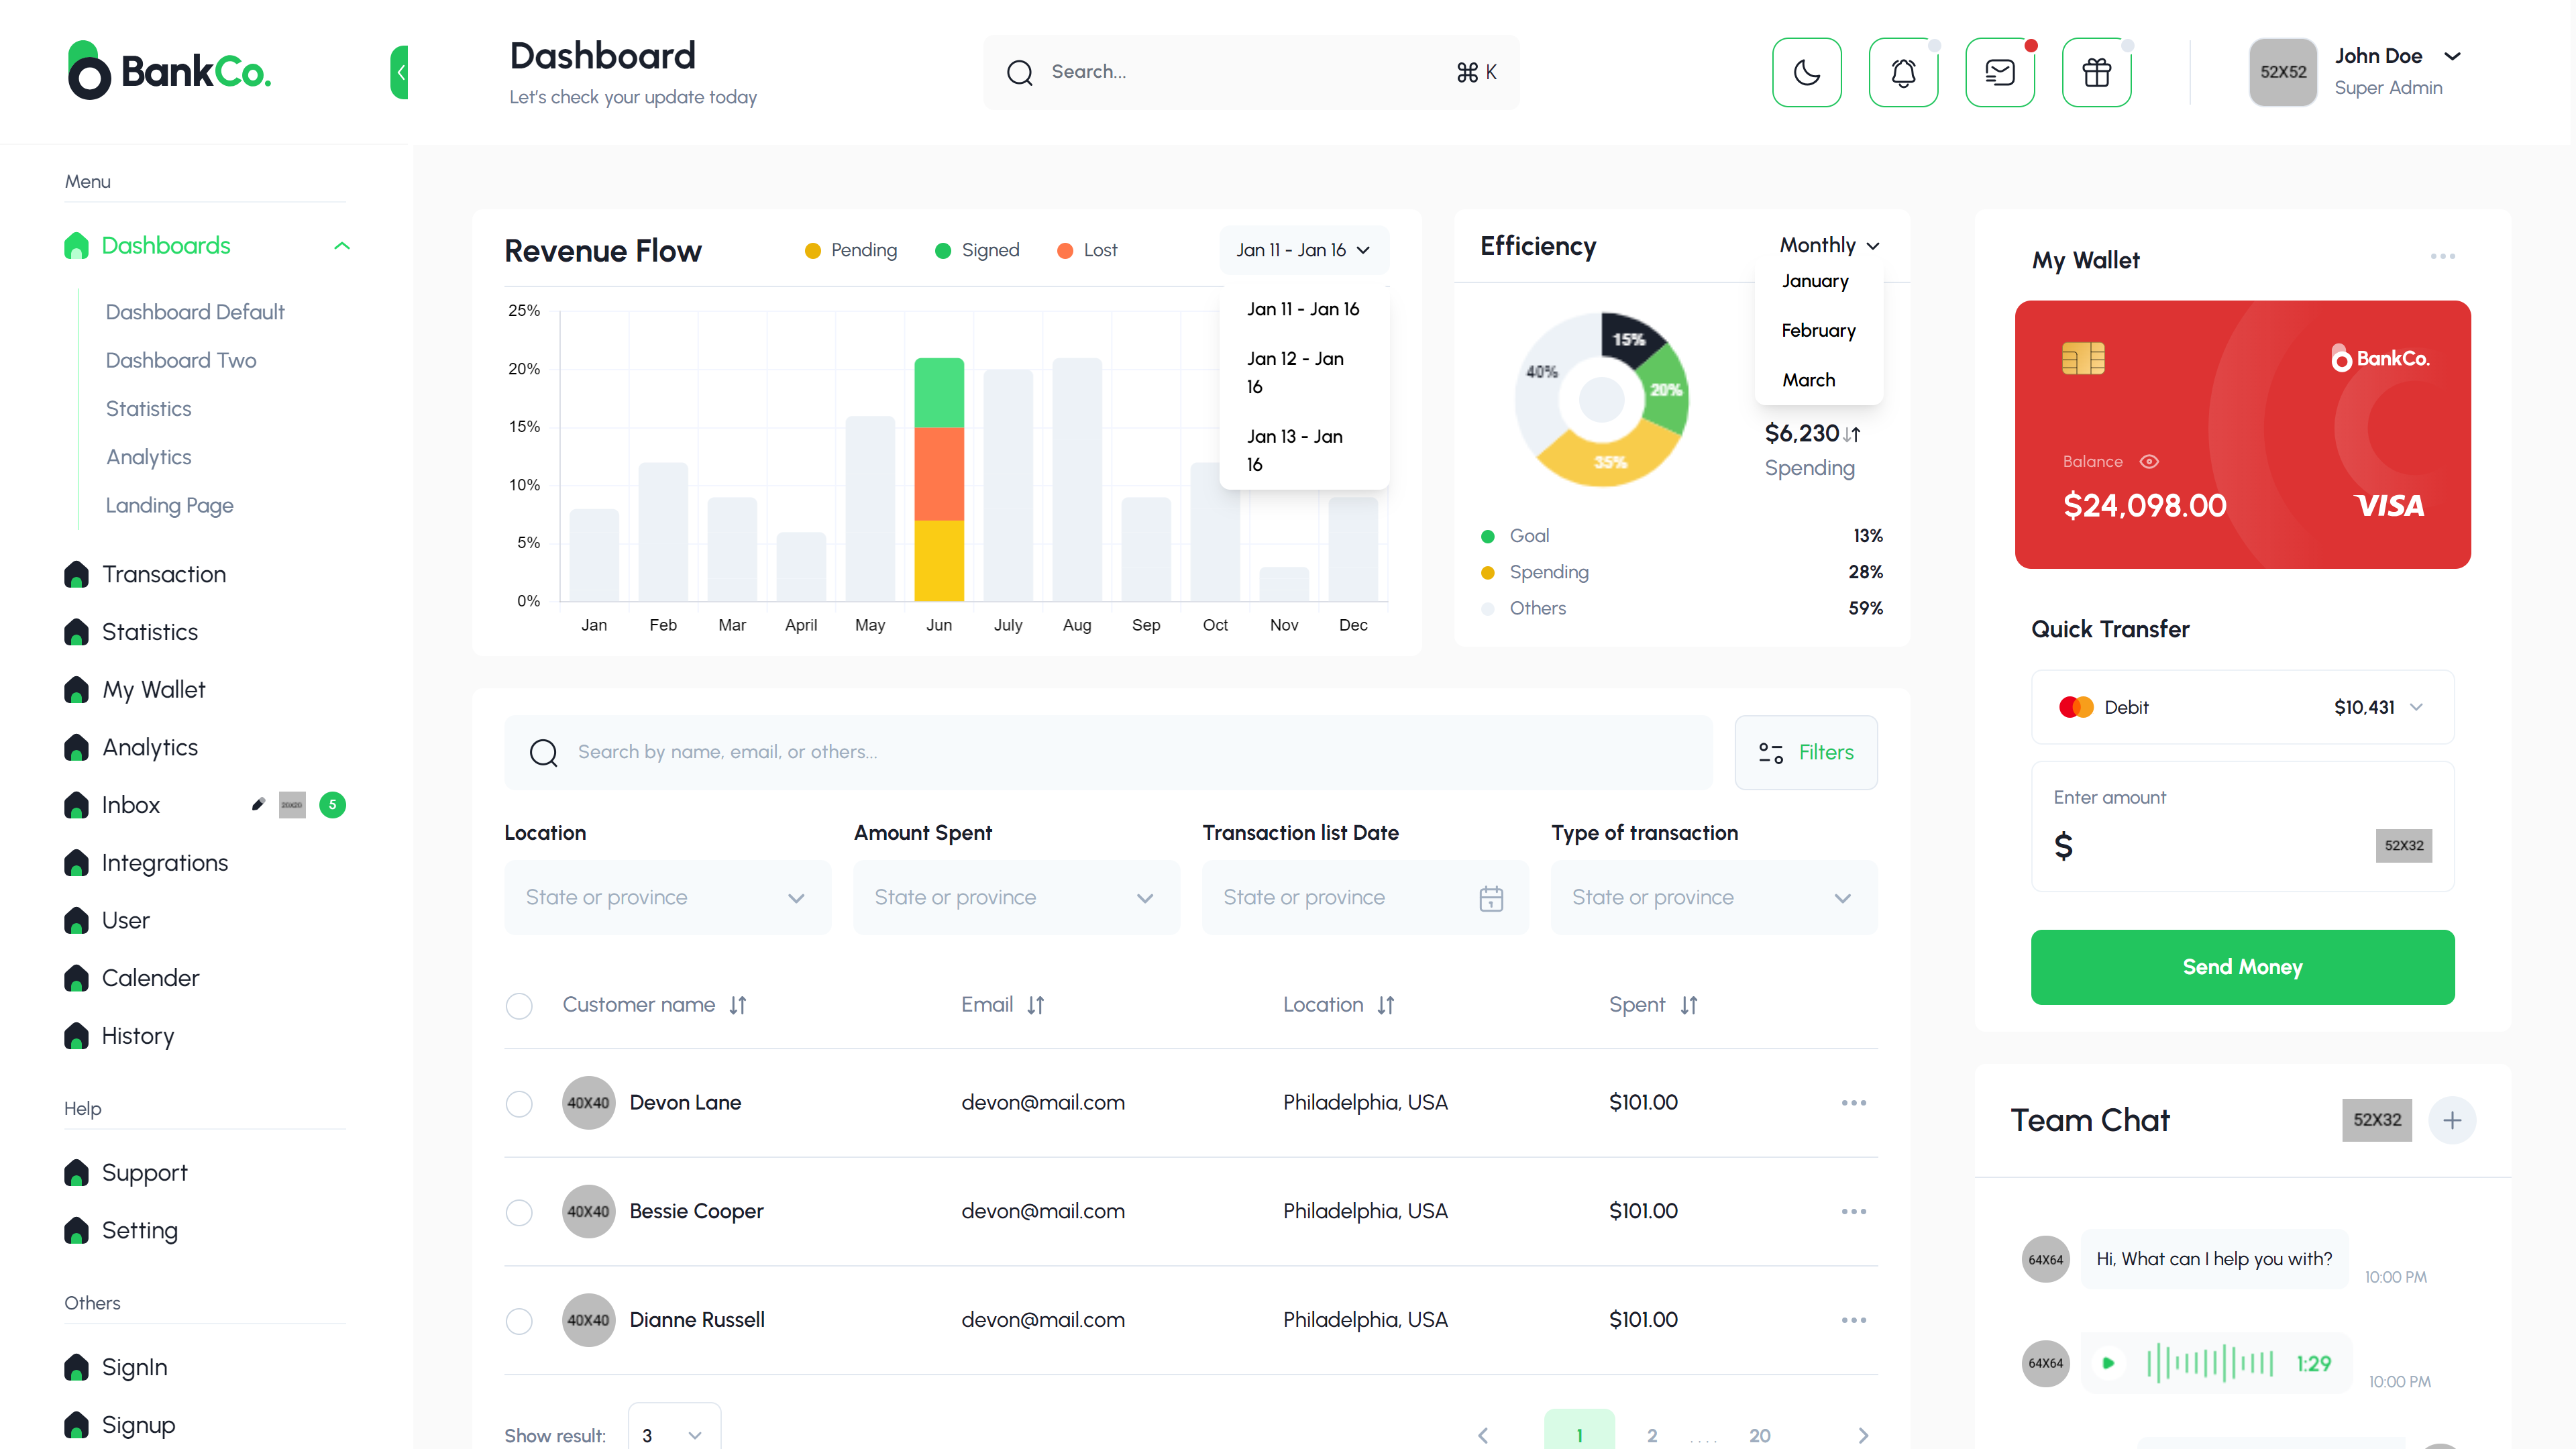 BankCo.
Dashboard
Let's check your update today
Search...
⌘ K
52X52
John Doe
Super Admin
Menu
Dashboards
Dashboard Default
Dashboard Two
Statistics
Analytics
Landing Page
Transaction
Statistics
My Wallet
Analytics
Inbox
5
Integrations
User
Calender
History
Help
Support
Setting
Others
SignIn
Signup
Revenue Flow
Pending
Signed
Lost
Jan 11 - Jan 16
Jan 11 - Jan 16
Jan 12 - Jan
16
Jan 13 - Jan
16
25%
20%
15%
10%
5%
0%
Jan
Feb
Mar
April
May
Jun
July
Aug
Sep
Oct
Nov
Dec
Efficiency
Monthly
January
February
March
15%
20%
35%
40%
$6,230
Spending
Goal
13%
Spending
28%
Others
59%
Search by name, email, or others...
Filters
Location
Amount Spent
Transaction list Date
Type of transaction
State or province
State or province
State or province
1
State or province
Customer name
Email
Location
Spent
40X40
Devon Lane
devon@mail.com
Philadelphia, USA
$101.00
40X40
Bessie Cooper
devon@mail.com
Philadelphia, USA
$101.00
40X40
Dianne Russell
devon@mail.com
Philadelphia, USA
$101.00
Show result:
3
1
2
....
20
My Wallet
BankCo.
Balance
$24,098.00
VISA
Quick Transfer
Debit
$10,431
Enter amount
$
52X32
Send Money
Team Chat
52X32
64X64
Hi, What can I help you with?
10:00 PM
64X64
1:29
10:00 PM